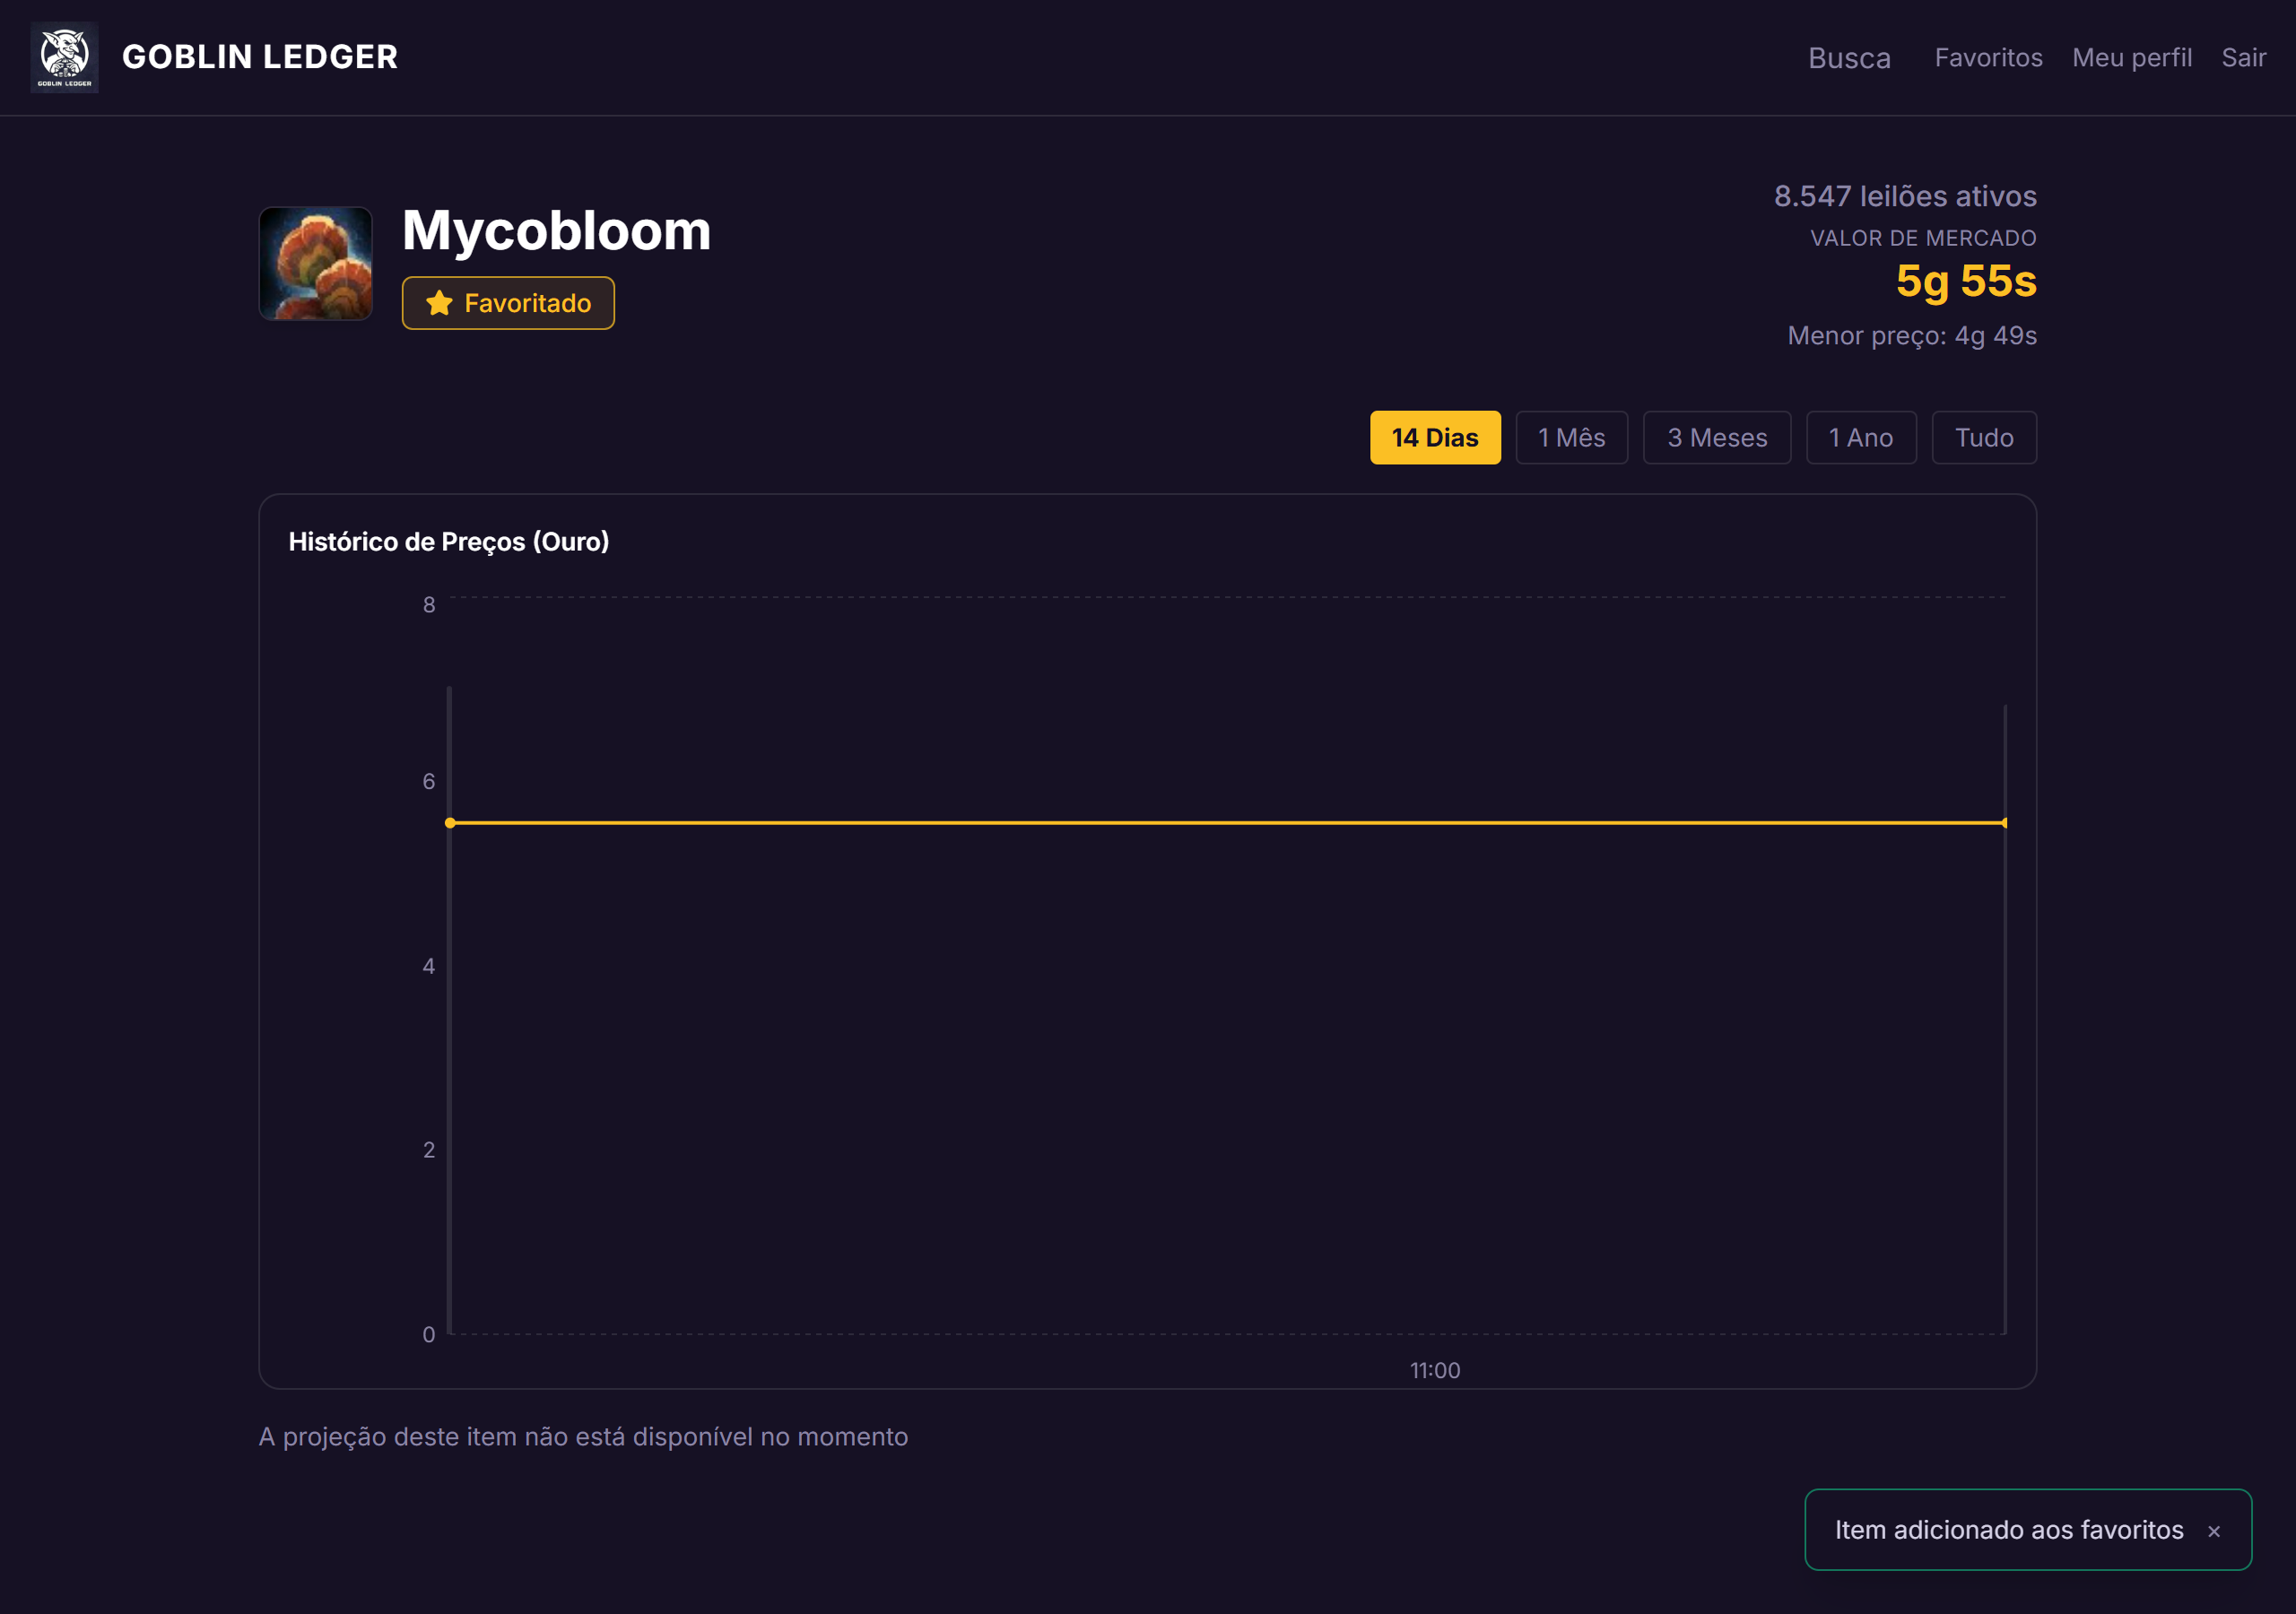 GOBLIN LEDGER
GOBLIN LEDGER
Busca
Favoritos
Meu perfil
Sair
Mycobloom
Favoritado
8.547 leilões ativos
VALOR DE MERCADO
5g 55s
Menor preço: 4g 49s
14 Dias
1 Mês
3 Meses
1 Ano
Tudo
Histórico de Preços (Ouro)
8
6
4
2
0
11:00
A projeção deste item não está disponível no momento
Item adicionado aos favoritos ×